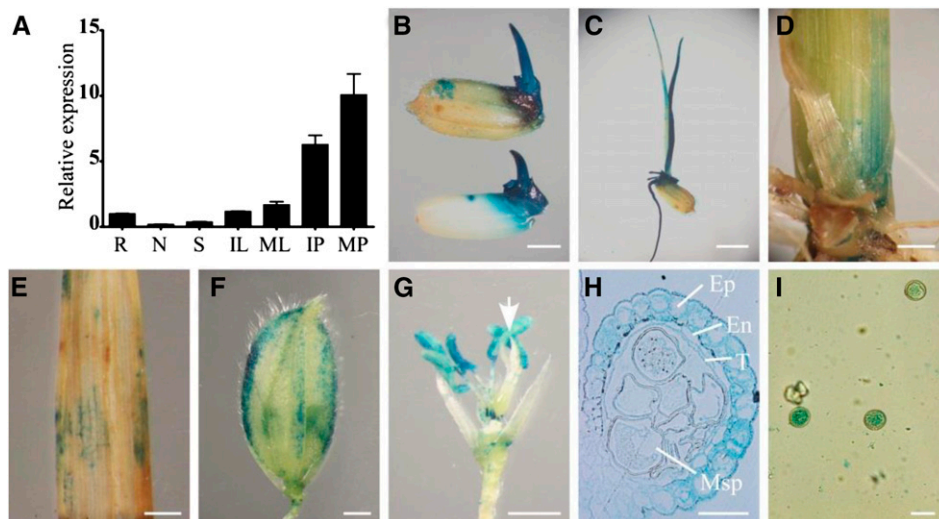 A
Relative expression
15
10
5
0
R N S IL ML IP MP
B
C
D
E
F
G
H
Ep
En
T
Msp
I